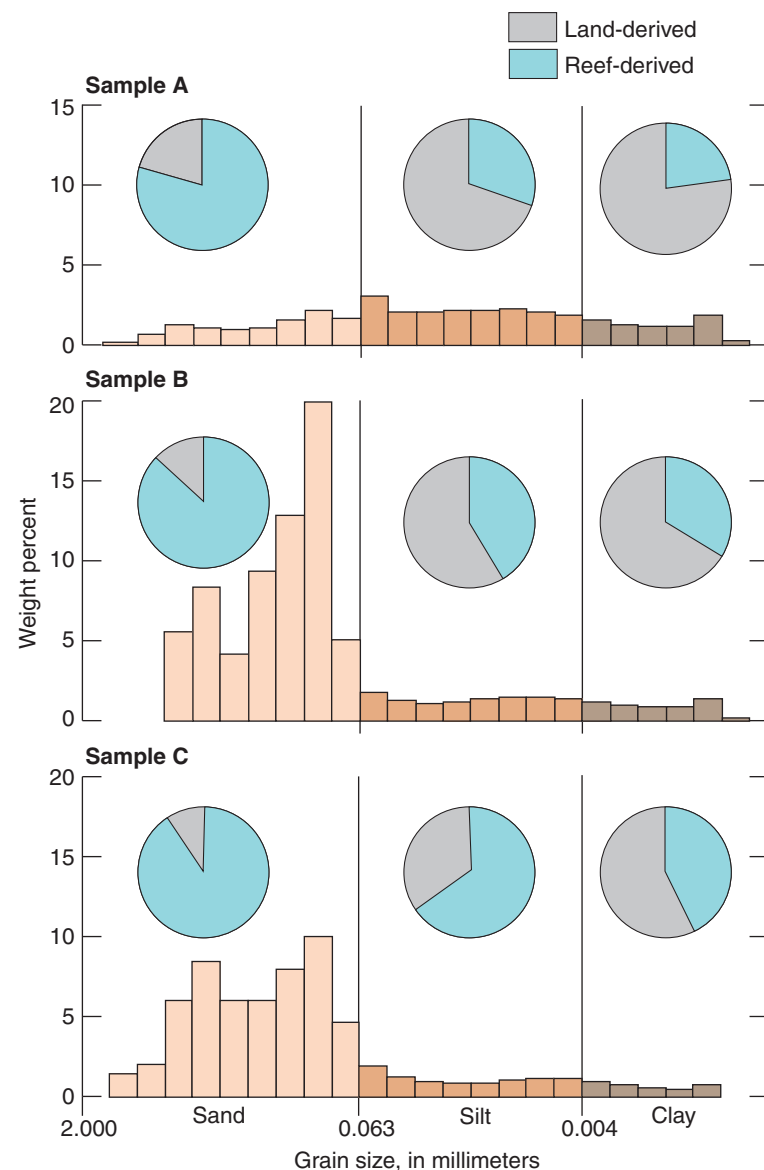 Land-derived
Reef-derived
Sample A
15
10
5
0
Sample B
20
15
10
5
0
Weight percent
Sample C
20
15
10
5
0
Sand
Silt
Clay
2.000
0.063
0.004
Grain size, in millimeters